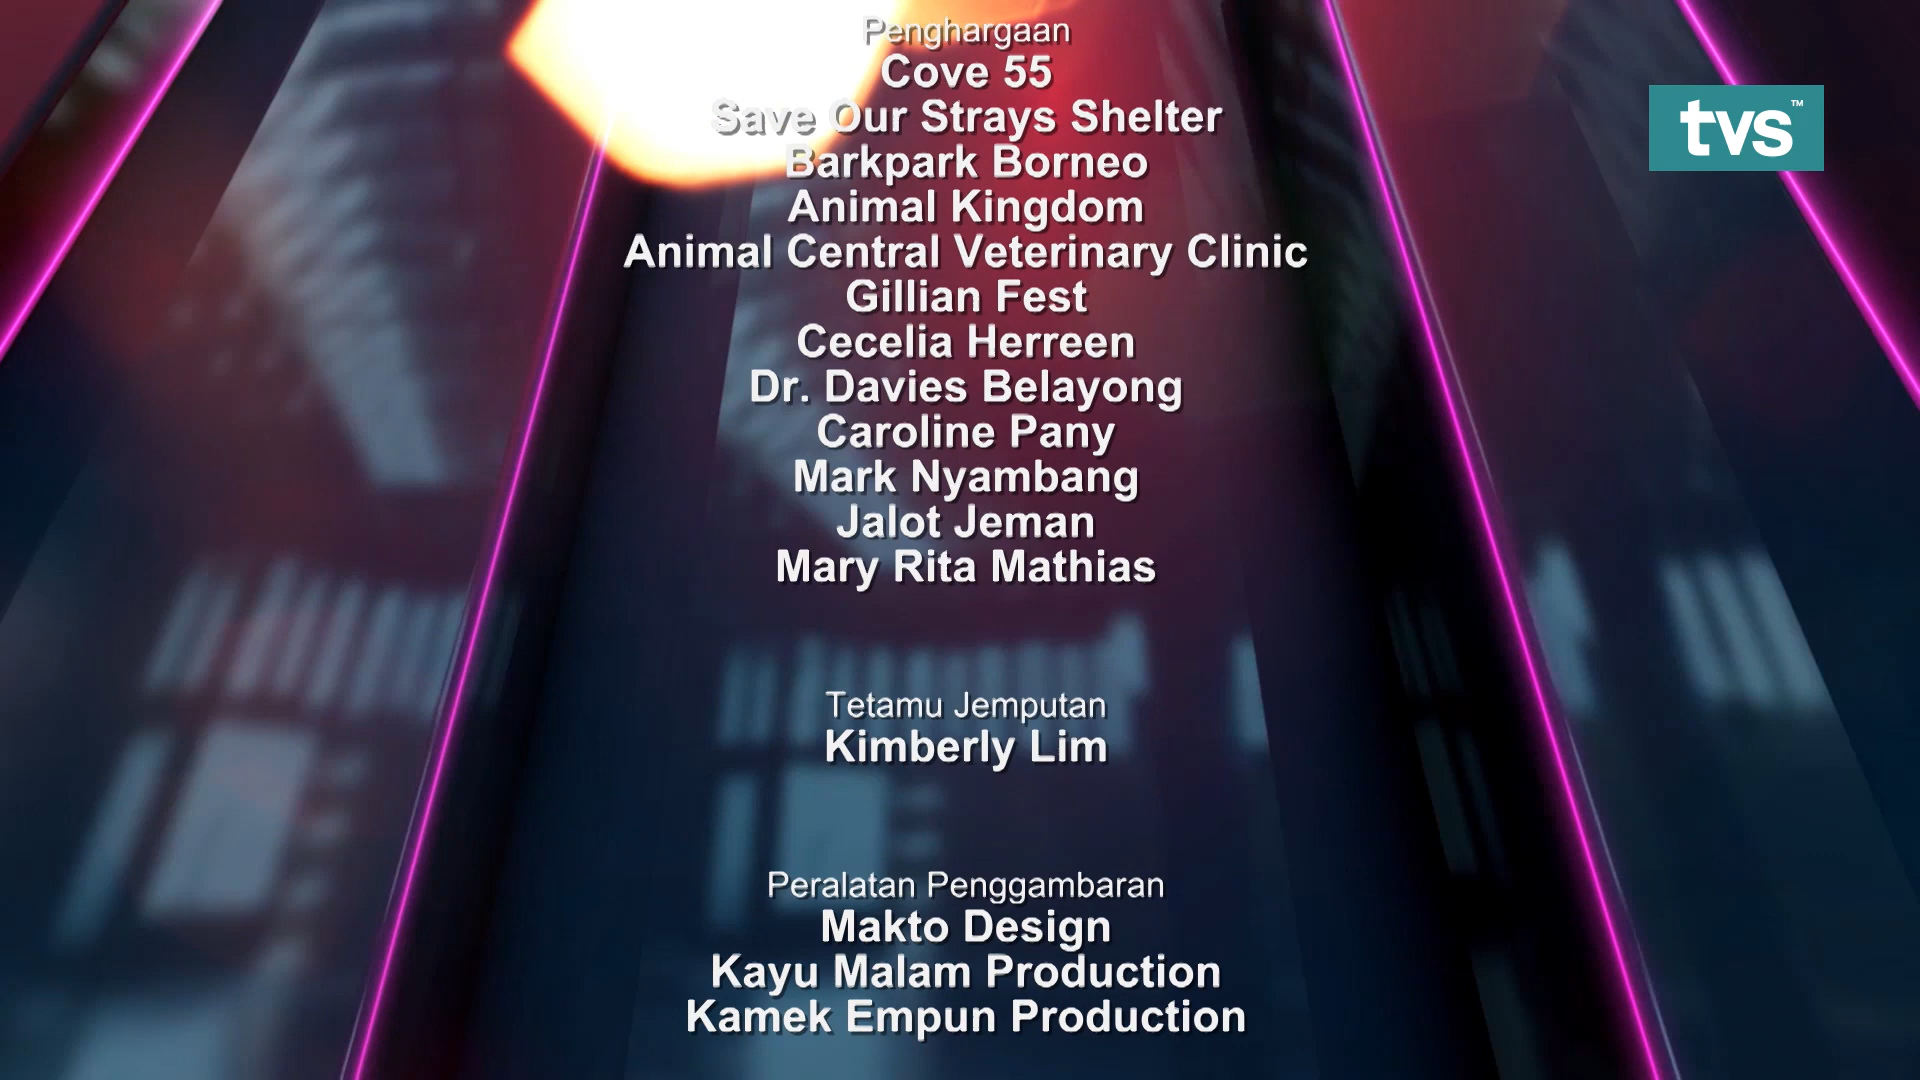 Penghargaan
Cove 55
Save Our Strays Shelter
Barkpark Borneo
Animal Kingdom
Animal Central Veterinary Clinic
Gillian Fest
Cecelia Herreen
Dr. Davies Belayong
Caroline Pany
Mark Nyambang
Jalot Jeman
Mary Rita Mathias
Tetamu Jemputan
Kimberly Lim
Peralatan Penggambaran
Makto Design
Kayu Malam Production
Kamek Empun Production
tvs™